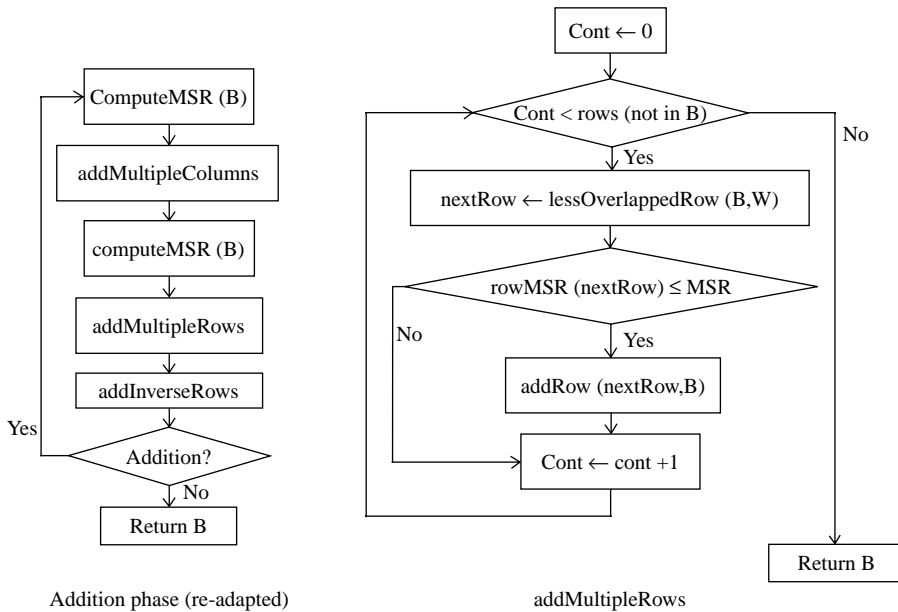 ComputeMSR (B)
addMultipleColumns
computeMSR (B)
addMultipleRows
addInverseRows
Addition?
Yes
No
Return B
Addition phase (re-adapted)
Cont ← 0
Cont < rows (not in B)
No
Yes
nextRow ← lessOverlappedRow (B,W)
rowMSR (nextRow) ≤ MSR
No
Yes
addRow (nextRow,B)
Cont ← cont +1
Return B
addMultipleRows